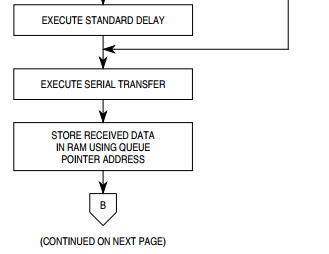 EXECUTE STANDARD DELAY
EXECUTE SERIAL TRANSFER
STORE RECEIVED DATA
IN RAM USING QUEUE
POINTER ADDRESS
B
(CONTINUED ON NEXT PAGE)